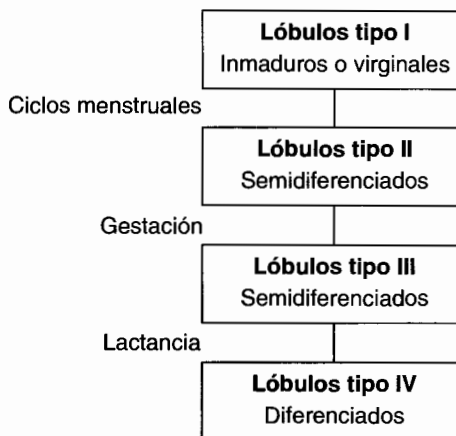 Lóbulos tipo I
Inmaduros o virginales
Ciclos menstruales
Lóbulos tipo II
Semidiferenciados
Gestación
Lóbulos tipo III
Semidiferenciados
Lactancia
Lóbulos tipo IV
Diferenciados